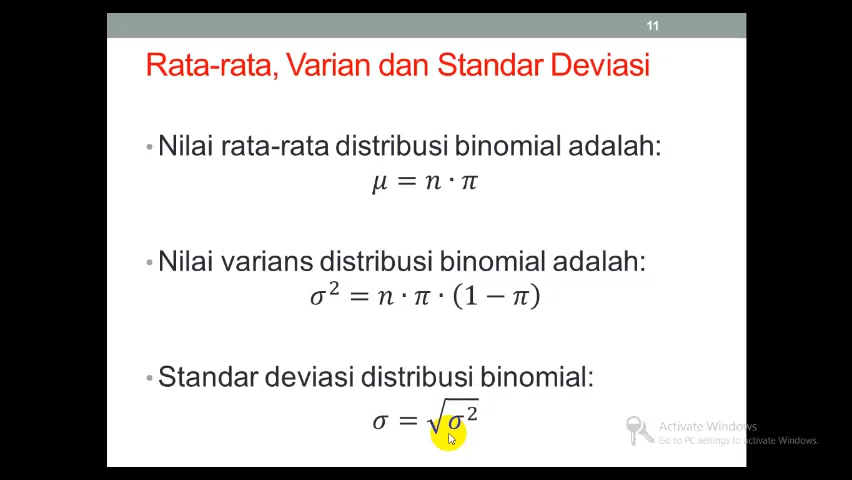 11
Rata-rata, Varian dan Standar Deviasi
• Nilai rata-rata distribusi binomial adalah:
μ = n · π
• Nilai varians distribusi binomial adalah:
σ² = n · π · (1 − π)
• Standar deviasi distribusi binomial:
σ = √σ²
Activate Windows
Go to PC settings to activate Windows.